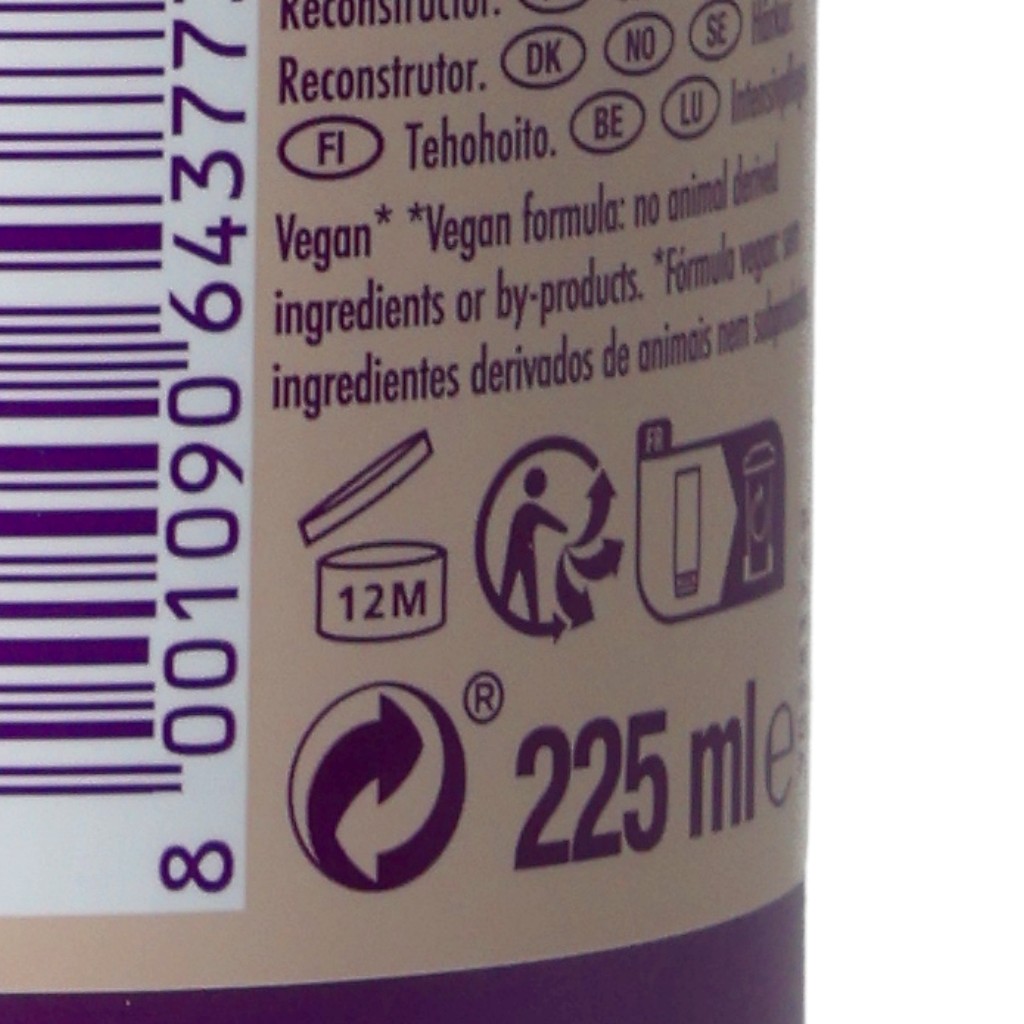 Reconstructor.
Reconstrutor. DK NO SE
FI Tehohoito. BE LU
Vegan* *Vegan formula: no animal derived
ingredients or by-products. *Fórmula vegan: sem
ingredientes derivados de animais nem
FR
12M
® 225 ml e
8 001090 64377